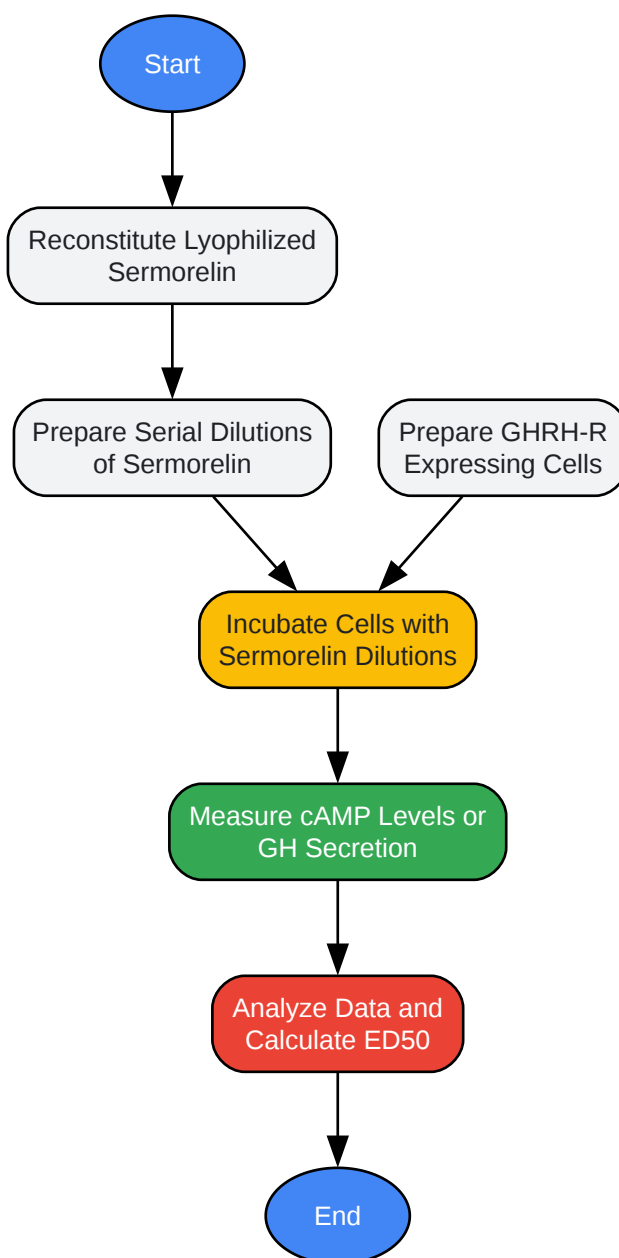 Start
Reconstitute Lyophilized
Sermorelin
Prepare Serial Dilutions
of Sermorelin
Prepare GHRH-R
Expressing Cells
Incubate Cells with
Sermorelin Dilutions
Measure cAMP Levels or
GH Secretion
Analyze Data and
Calculate ED50
End